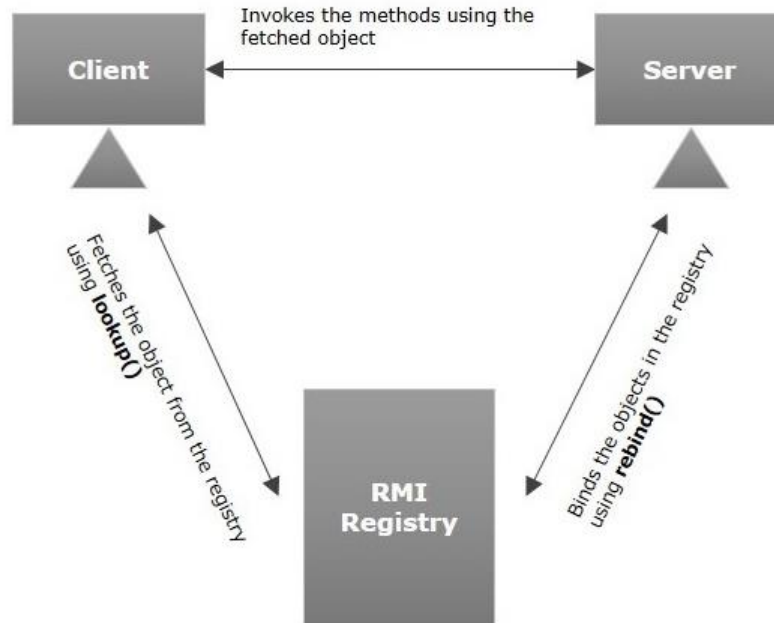 Invokes the methods using the
fetched object
Client
Server
Fetches the object from the registry
using lookup()
Binds the objects in the registry
using rebind()
RMI
Registry